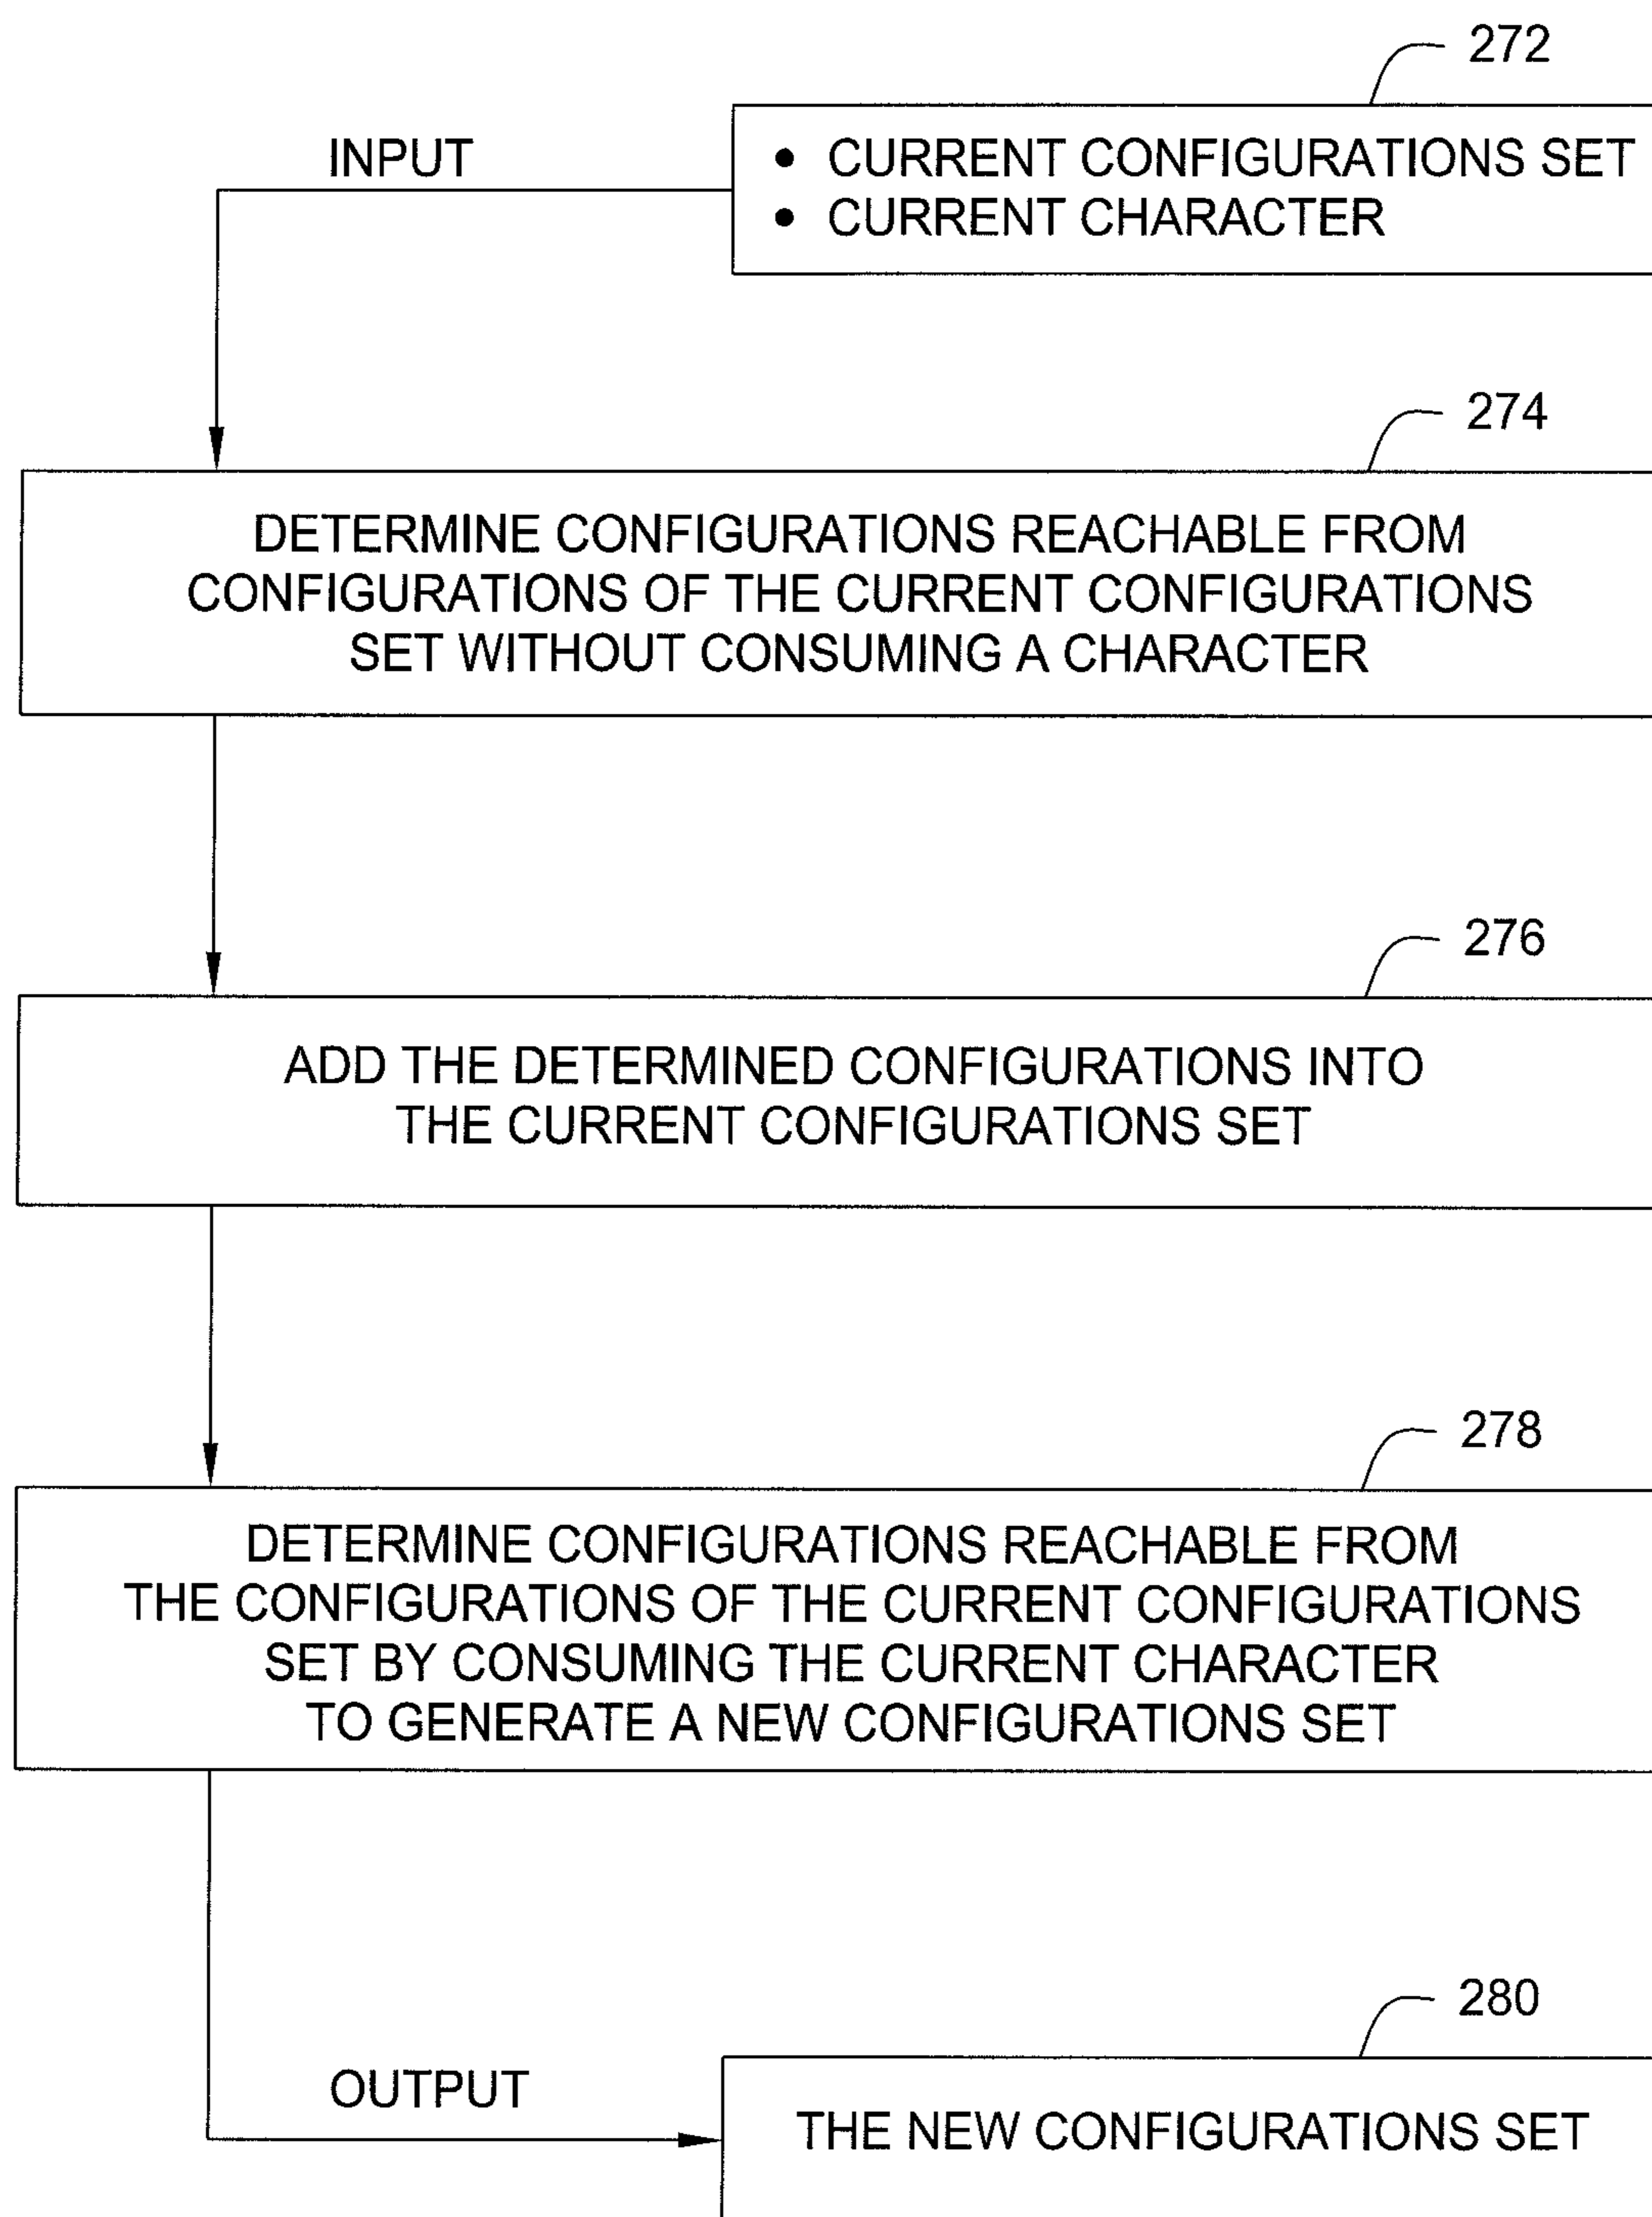 272
INPUT
• CURRENT CONFIGURATIONS SET
• CURRENT CHARACTER
274
DETERMINE CONFIGURATIONS REACHABLE FROM
CONFIGURATIONS OF THE CURRENT CONFIGURATIONS
SET WITHOUT CONSUMING A CHARACTER
276
ADD THE DETERMINED CONFIGURATIONS INTO
THE CURRENT CONFIGURATIONS SET
278
DETERMINE CONFIGURATIONS REACHABLE FROM
THE CONFIGURATIONS OF THE CURRENT CONFIGURATIONS
SET BY CONSUMING THE CURRENT CHARACTER
TO GENERATE A NEW CONFIGURATIONS SET
280
OUTPUT
THE NEW CONFIGURATIONS SET